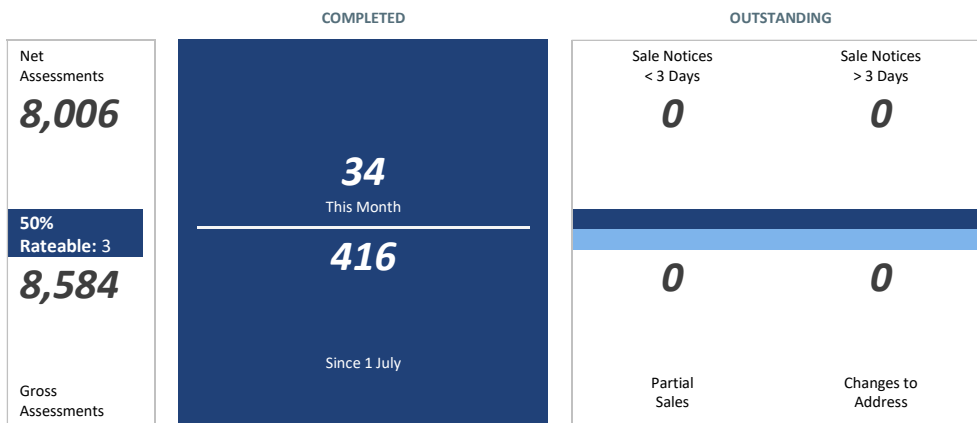 COMPLETED
OUTSTANDING
Net
Assessments
8,006
50%
Rateable: 3
8,584
Gross
Assessments
34
This Month
416
Since 1 July
Sale Notices
< 3 Days
0
Sale Notices
> 3 Days
0
0
Partial
Sales
0
Changes to
Address